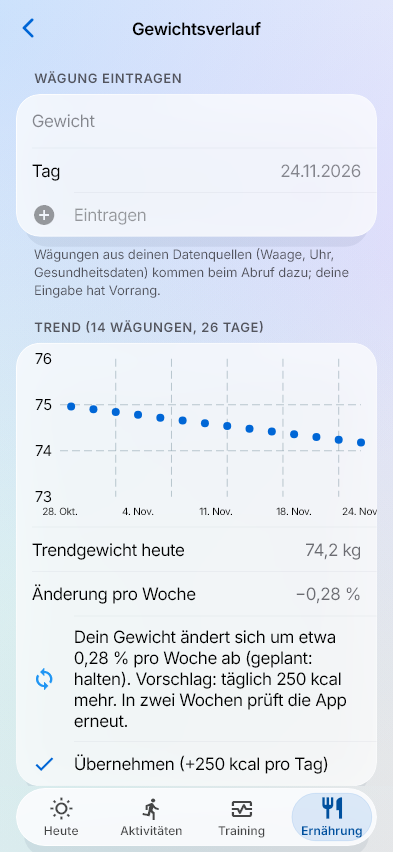 Gewichtsverlauf
WÄGUNG EINTRAGEN
Gewicht
Tag 24.11.2026
Eintragen
Wägungen aus deinen Datenquellen (Waage, Uhr,
Gesundheitsdaten) kommen beim Abruf dazu; deine
Eingabe hat Vorrang.
TREND (14 WÄGUNGEN, 26 TAGE)
76
75
74
73
28. Okt. 4. Nov. 11. Nov. 18. Nov. 24. Nov
Trendgewicht heute 74,2 kg
Änderung pro Woche −0,28 %
Dein Gewicht ändert sich um etwa
0,28 % pro Woche ab (geplant:
halten). Vorschlag: täglich 250 kcal
mehr. In zwei Wochen prüft die App
erneut.
Übernehmen (+250 kcal pro Tag)
Heute Aktivitäten Training Ernährung